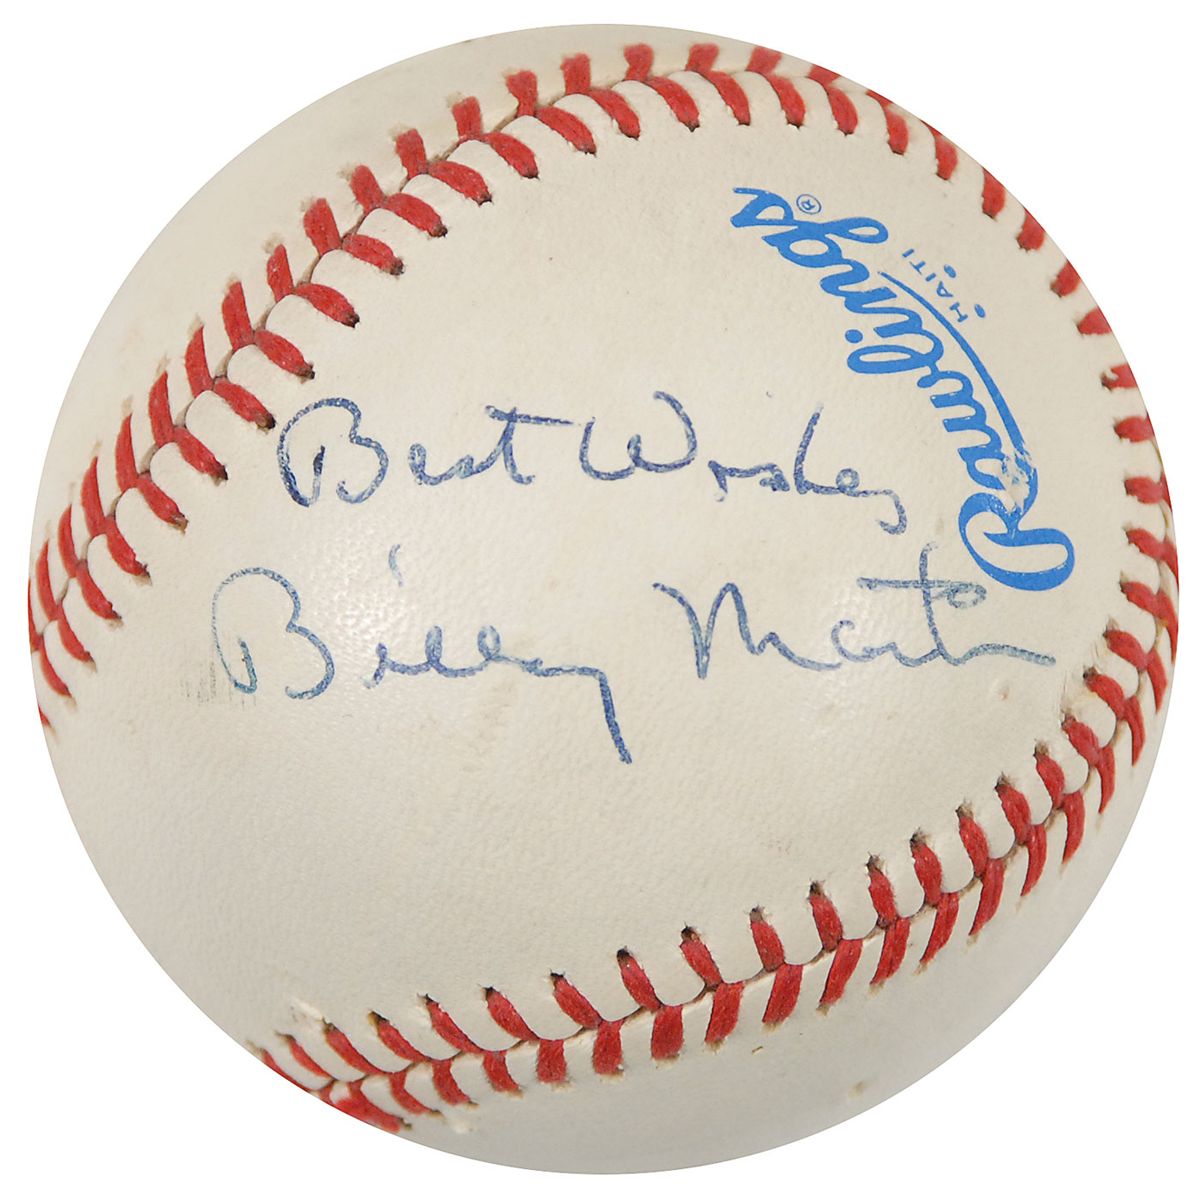 Best Wishes
Billy Martin
Rawlings ®
HAITI